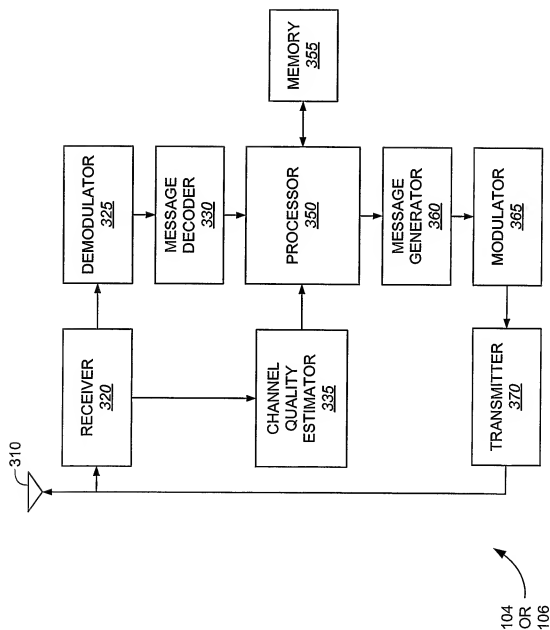 310
RECEIVER
320
DEMODULATOR
325
MESSAGE
DECODER
330
CHANNEL
QUALITY
ESTIMATOR
335
PROCESSOR
350
MEMORY
355
MESSAGE
GENERATOR
360
TRANSMITTER
370
MODULATOR
365
104
OR
106